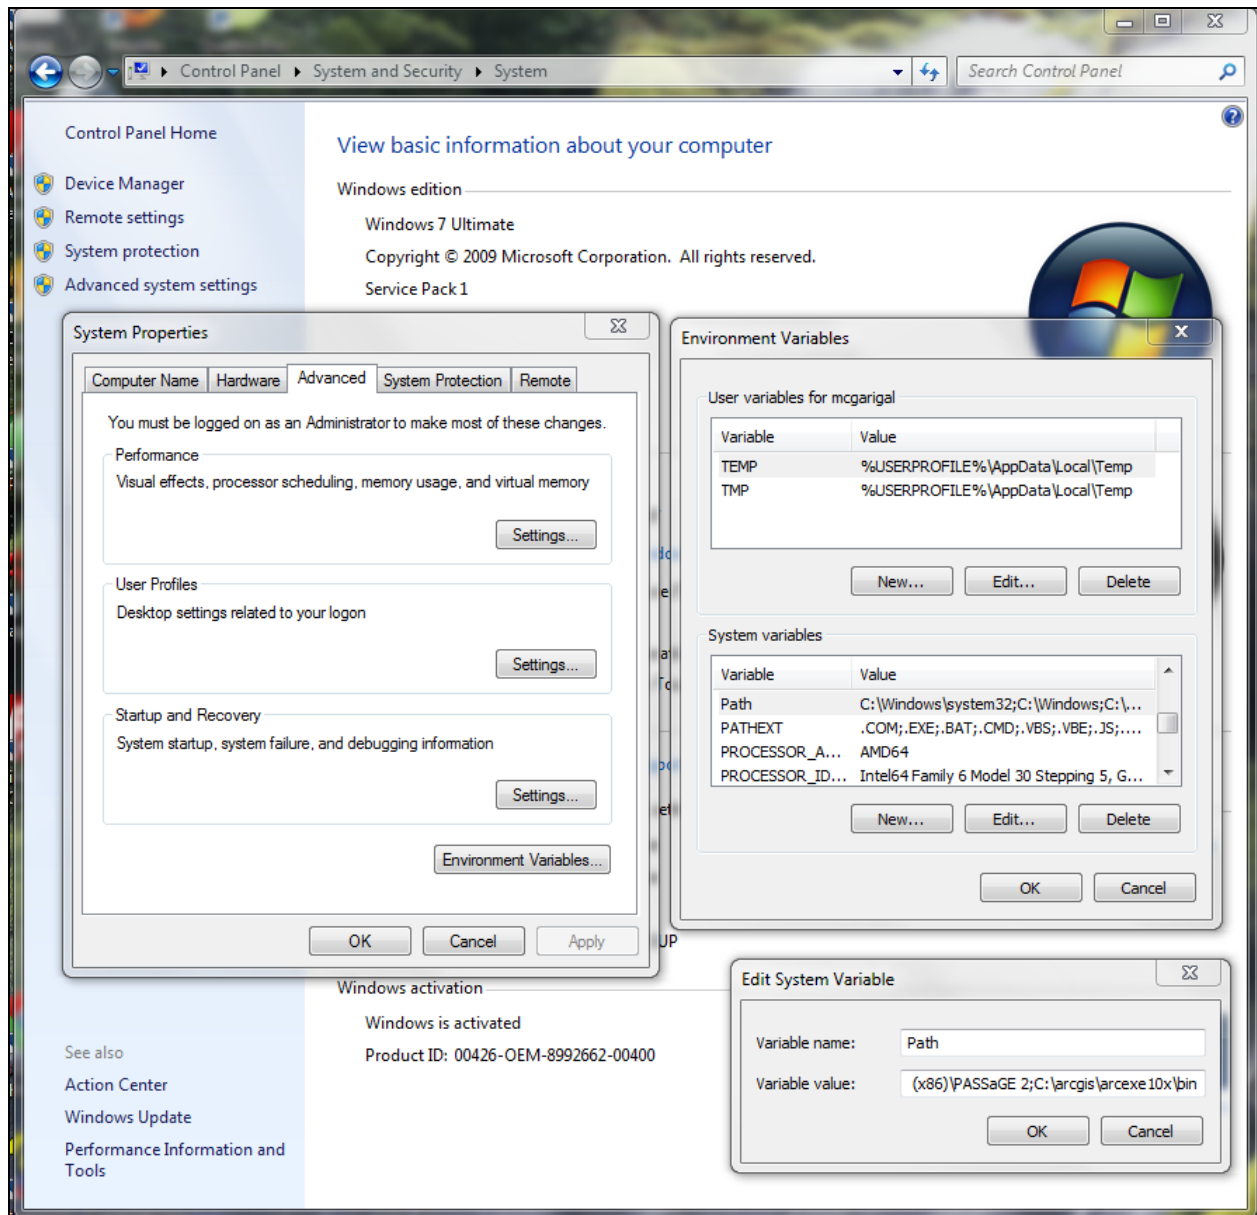 Control Panel ▸ System and Security ▸ System
Search Control Panel
Control Panel Home
Device Manager
Remote settings
System protection
Advanced system settings
View basic information about your computer
Windows edition
Windows 7 Ultimate
Copyright © 2009 Microsoft Corporation. All rights reserved.
Service Pack 1
System Properties
Computer Name Hardware Advanced System Protection Remote
You must be logged on as an Administrator to make most of these changes.
Performance
Visual effects, processor scheduling, memory usage, and virtual memory
Settings...
User Profiles
Desktop settings related to your logon
Settings...
Startup and Recovery
System startup, system failure, and debugging information
Settings...
Environment Variables...
OK Cancel Apply
Environment Variables
User variables for mcgarigal
Variable Value
TEMP %USERPROFILE%\AppData\Local\Temp
TMP %USERPROFILE%\AppData\Local\Temp
New... Edit... Delete
System variables
Variable Value
Path C:\Windows\system32;C:\Windows;C:\...
PATHEXT .COM;.EXE;.BAT;.CMD;.VBS;.VBE;.JS;....
PROCESSOR_A... AMD64
PROCESSOR_ID... Intel64 Family 6 Model 30 Stepping 5, G...
New... Edit... Delete
OK Cancel
UP
Windows activation
Windows is activated
Product ID: 00426-OEM-8992662-00400
Edit System Variable
Variable name: Path
Variable value: (x86)\PASSaGE 2;C:\arcgis\arcexe10x\bin
OK Cancel
See also
Action Center
Windows Update
Performance Information and
Tools